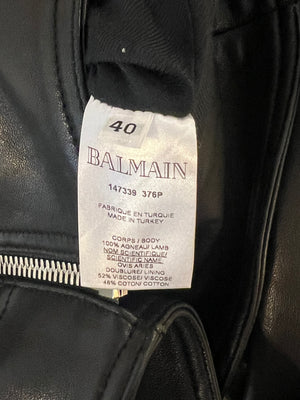 40
BALMAIN
147339 376P
FABRIQUE EN TURQUIE
MADE IN TURKEY
CORPS / BODY
100% AGNEAU/ LAMB
NOM SCIENTIFIQUE/
SCIENTIFIC NAME
OVIS ARIES
DOUBLURE/ LINING
52% VISCOSE/ VISCOSE
48% COTON/ COTTON